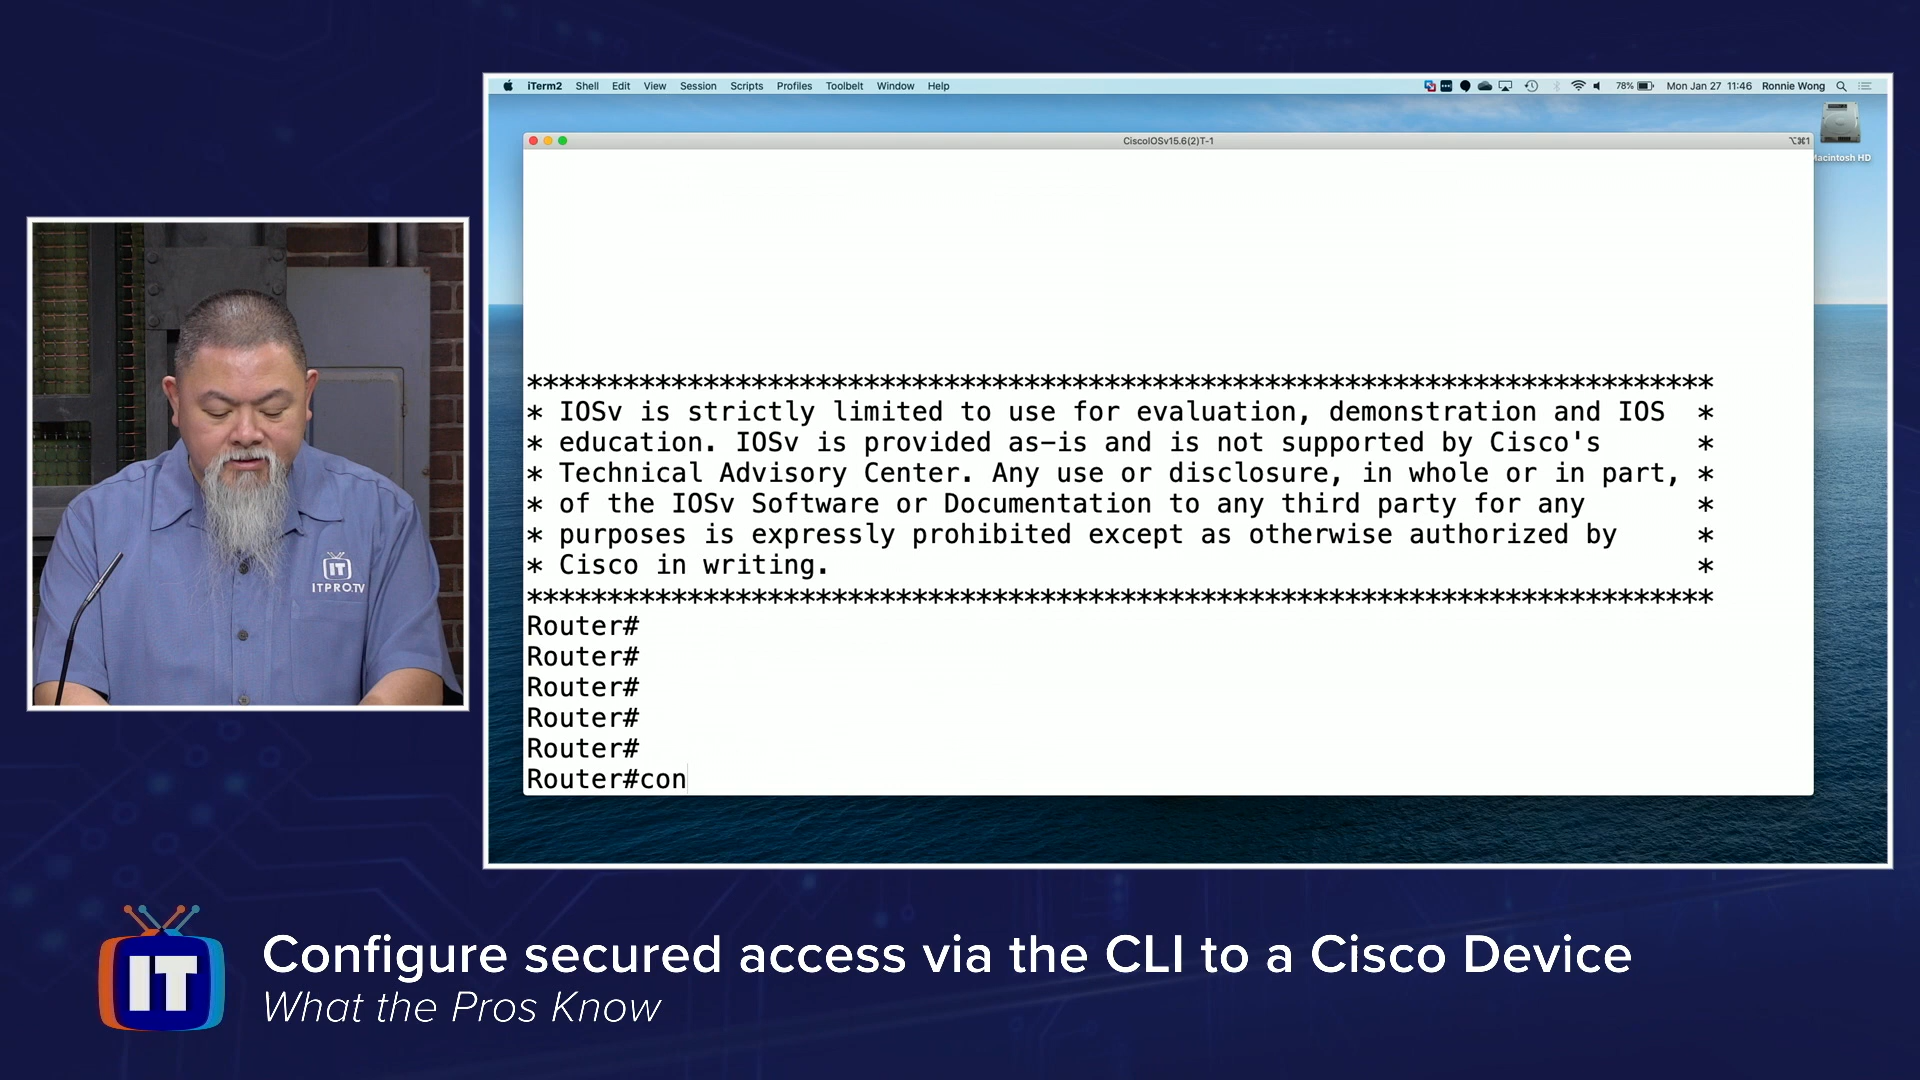 iTerm2 Shell Edit View Session Scripts Profiles Toolbelt Window Help 78% Mon Jan 27 11:46 Ronnie Wong
CiscoIOSv15.6(2)T-1 ⌥⌘1
Macintosh HD
**************************************************************************
* IOSv is strictly limited to use for evaluation, demonstration and IOS  *
* education. IOSv is provided as-is and is not supported by Cisco's      *
* Technical Advisory Center. Any use or disclosure, in whole or in part, *
* of the IOSv Software or Documentation to any third party for any       *
* purposes is expressly prohibited except as otherwise authorized by     *
* Cisco in writing.                                                      *
**************************************************************************
Router#
Router#
Router#
Router#
Router#
Router#con
IT
ITPRO.TV
IT
Configure secured access via the CLI to a Cisco Device
What the Pros Know